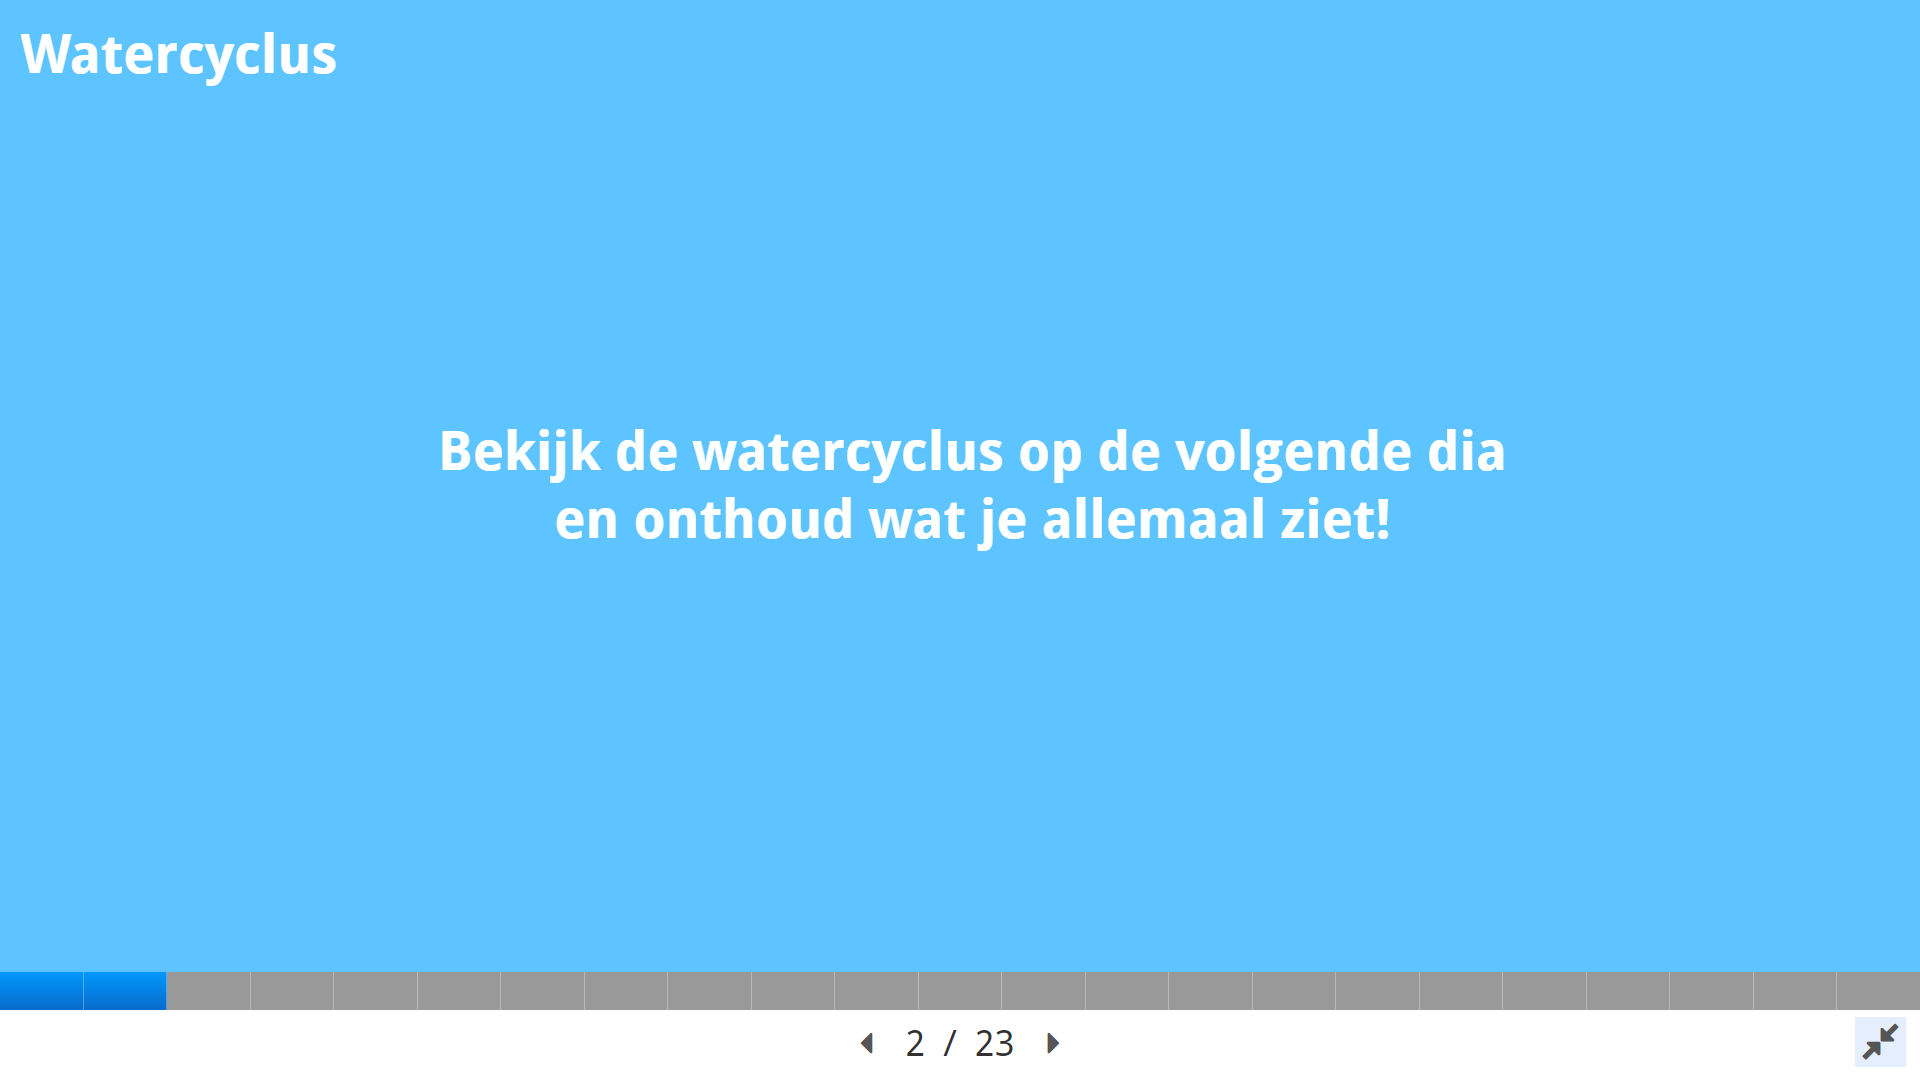 Watercyclus
Bekijk de watercyclus op de volgende dia
en onthoud wat je allemaal ziet!
2 / 23